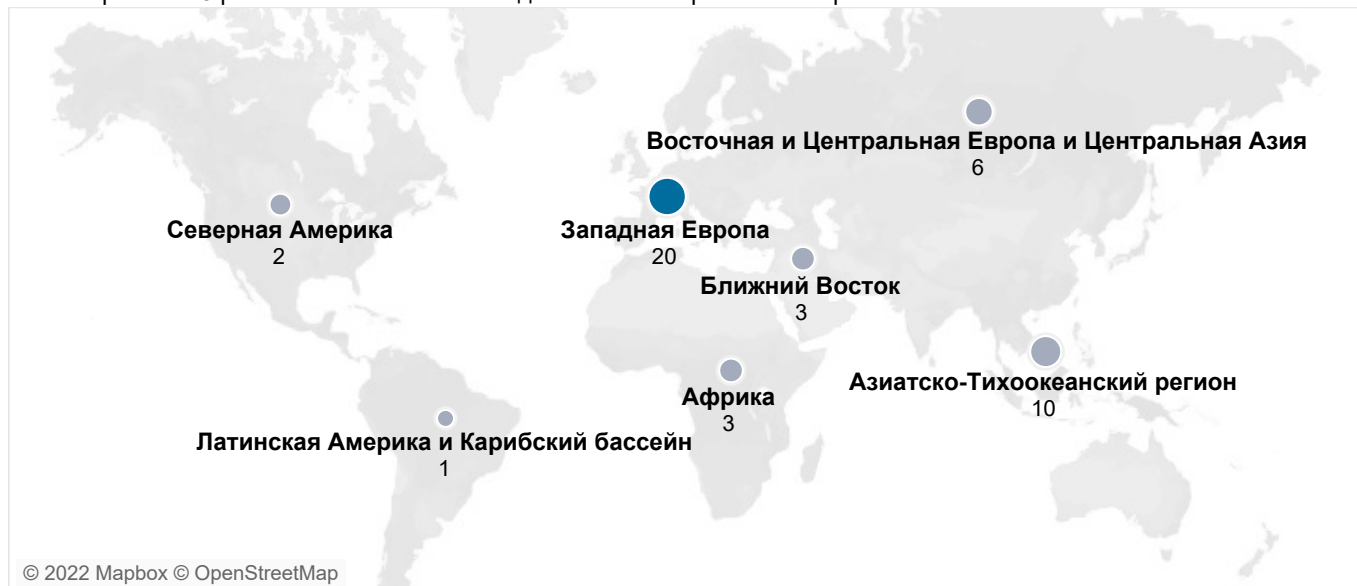 Восточная и Центральная Европа и Центральная Азия
6
Северная Америка
2
Западная Европа
20
Ближний Восток
3
Азиатско-Тихоокеанский регион
10
Африка
3
Латинская Америка и Карибский бассейн
1
© 2022 Mapbox © OpenStreetMap